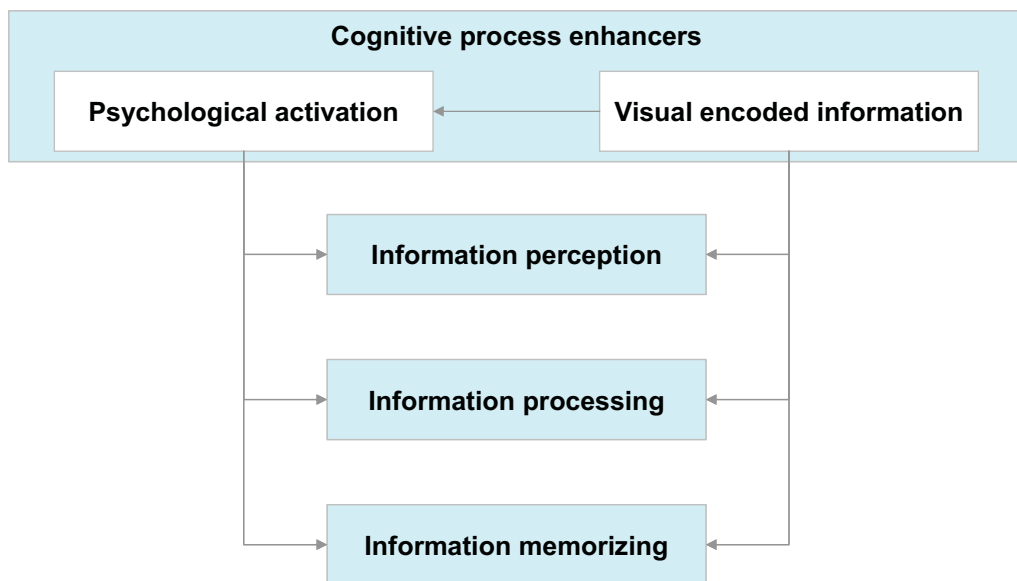 Cognitive process enhancers
Psychological activation
Visual encoded information
Information perception
Information processing
Information memorizing